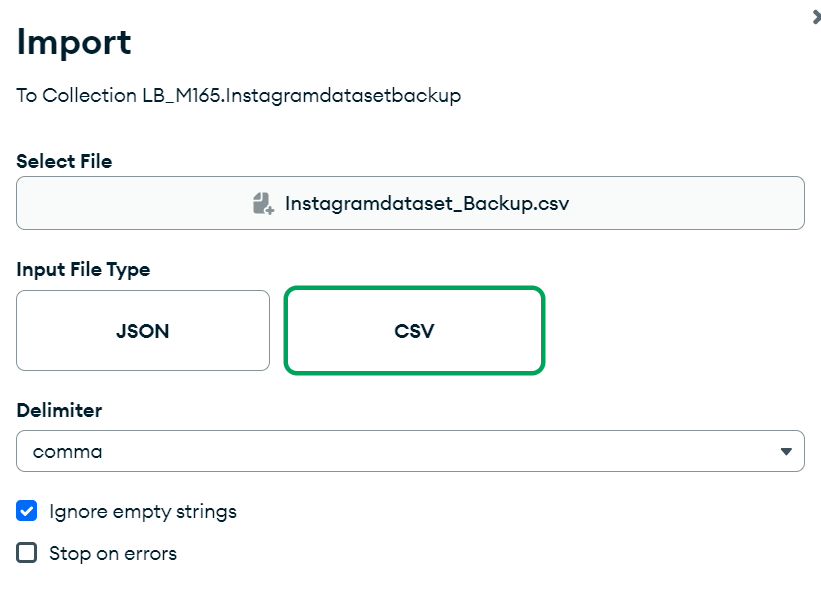 Import
To Collection LB_M165.Instagramdatasetbackup
Select File
Instagramdataset_Backup.csv
Input File Type
JSON
CSV
Delimiter
comma
Ignore empty strings
Stop on errors